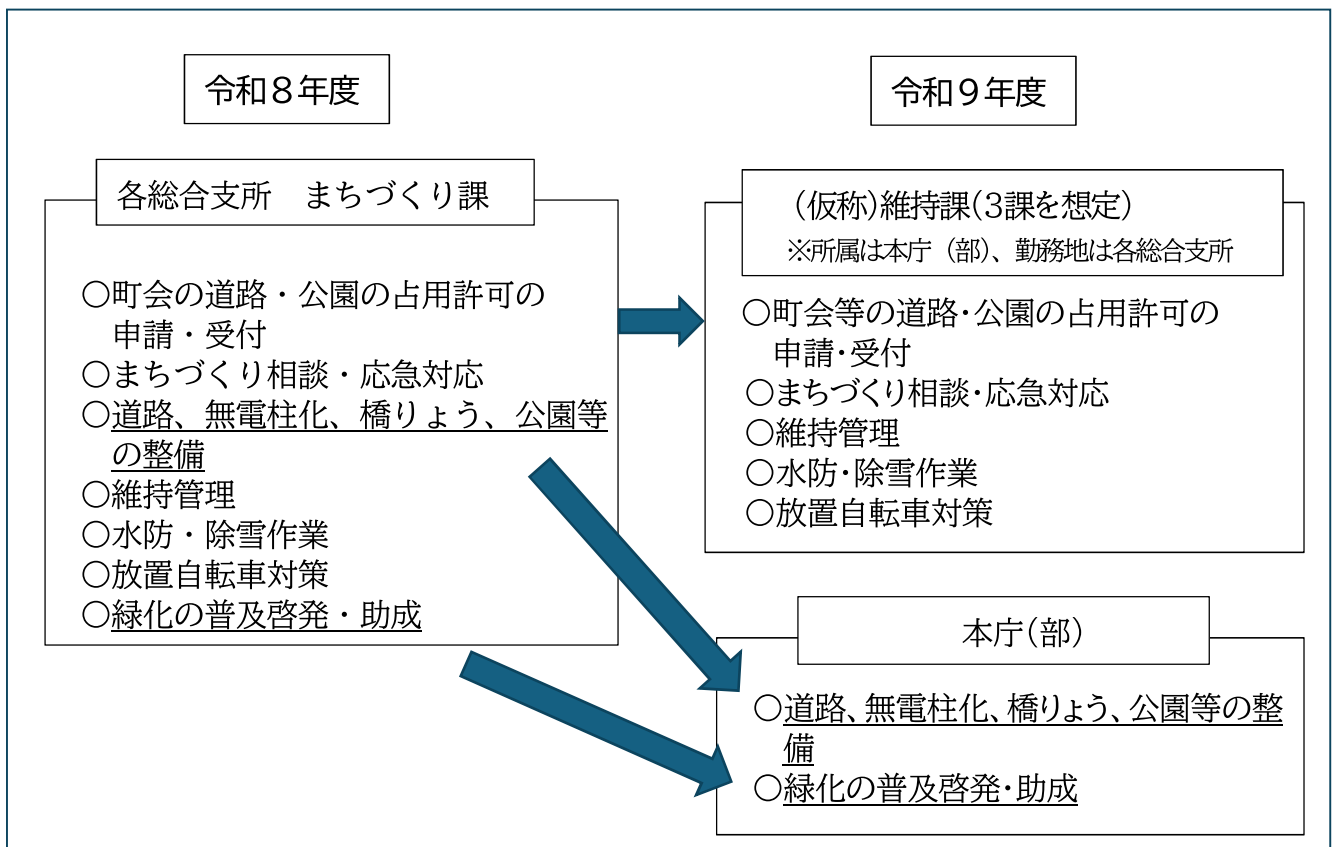 令和８年度
各総合支所　まちづくり課
○町会の道路・公園の占用許可の
申請・受付
○まちづくり相談・応急対応
○道路、無電柱化、橋りょう、公園等
の整備
○維持管理
○水防・除雪作業
○放置自転車対策
○緑化の普及啓発・助成
令和９年度
（仮称）維持課（３課を想定）
※所属は本庁（部）、勤務地は各総合支所
○町会等の道路・公園の占用許可の
申請・受付
○まちづくり相談・応急対応
○維持管理
○水防・除雪作業
○放置自転車対策
本庁（部）
○道路、無電柱化、橋りょう、公園等の整
備
○緑化の普及啓発・助成